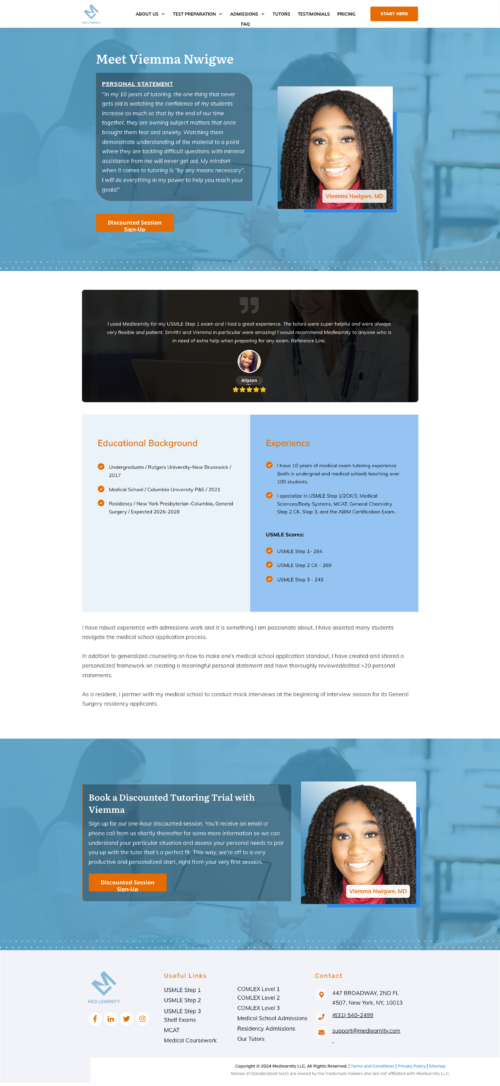 ABOUT US
TEST PREPARATION
ADMISSIONS
TUTORS
TESTIMONIALS
PRICING
FAQ
START HERE
MED LEARNITY
Meet Viemma Nwigwe
PERSONAL STATEMENT
"In my 10 years of tutoring, the one thing that never
gets old is watching the confidence of my students
increase so much so that by the end of our time
together, they are owning subject matters that once
brought them fear and anxiety. Watching them
demonstrate understanding of the material to a point
where they are tackling difficult questions with minimal
assistance from me will never get old. My mindset
when it comes to tutoring is "by any means necessary".
I will do everything in my power to help you reach your
goals!"
Viemma Nwigwe, MD
Discounted Session
Sign-Up
I used Medlearnity for my USMLE Step 1 exam and I had a great experience. The tutors were super helpful and were always
very flexible and patient. Smrithi and Viemma in particular were amazing! I would recommend Medlearnity to anyone who is
in need of extra help when preparing for any exam. Reference Link.
Allyson
Educational Background
Undergraduate / Rutgers University-New Brunswick /
2017
Medical School / Columbia University P&S / 2021
Residency / New York Presbyterian-Columbia, General
Surgery / Expected 2026-2028
Experience
I have 10 years of medical exam tutoring experience
(both in undergrad and medical school) teaching over
100 students.
I specialize in USMLE Step 1/2CK/3, Medical
Sciences/Body Systems, MCAT, General Chemistry
Step 2 CK, Step 3, and the ABIM Certification Exam.
USMLE Scores:
USMLE Step 1- 264
USMLE Step 2 CK - 269
USMLE Step 3 - 243
I have robust experience with admissions work and it is something I am passionate about. I have assisted many students
navigate the medical school application process.
In addition to generalized counseling on how to make one's medical school application standout, I have created and shared a
personalized framework on creating a meaningful personal statement and have thoroughly reviewed/edited >20 personal
statements.
As a resident, I partner with my medical school to conduct mock interviews at the beginning of interview season for its General
Surgery residency applicants.
Book a Discounted Tutoring Trial with
Viemma
Sign up for our one-hour discounted session. You'll receive an email or
phone call from us shortly thereafter for some more information so we can
understand your particular situation and assess your personal needs to pair
you up with the tutor that's a perfect fit. This way, we're off to a very
productive and personalized start, right from your very first session.
Discounted Session
Sign-Up
Viemma Nwigwe, MD
MED LEARNITY
Useful Links
USMLE Step 1
USMLE Step 2
USMLE Step 3
Shelf Exams
MCAT
Medical Coursework
COMLEX Level 1
COMLEX Level 2
COMLEX Level 3
Medical School Admissions
Residency Admissions
Our Tutors
Contact
447 BROADWAY, 2ND FL
#507, New York, NY, 10013
(631) 540-2499
support@medlearnity.com
.
Copyright © 2024 Medlearnity LLC. All Rights Reserved. | Terms and Conditions | Privacy Policy | Sitemap
Names of standardized tests are owned by the trademark holders and are not affiliated with Medlearnity LLC.